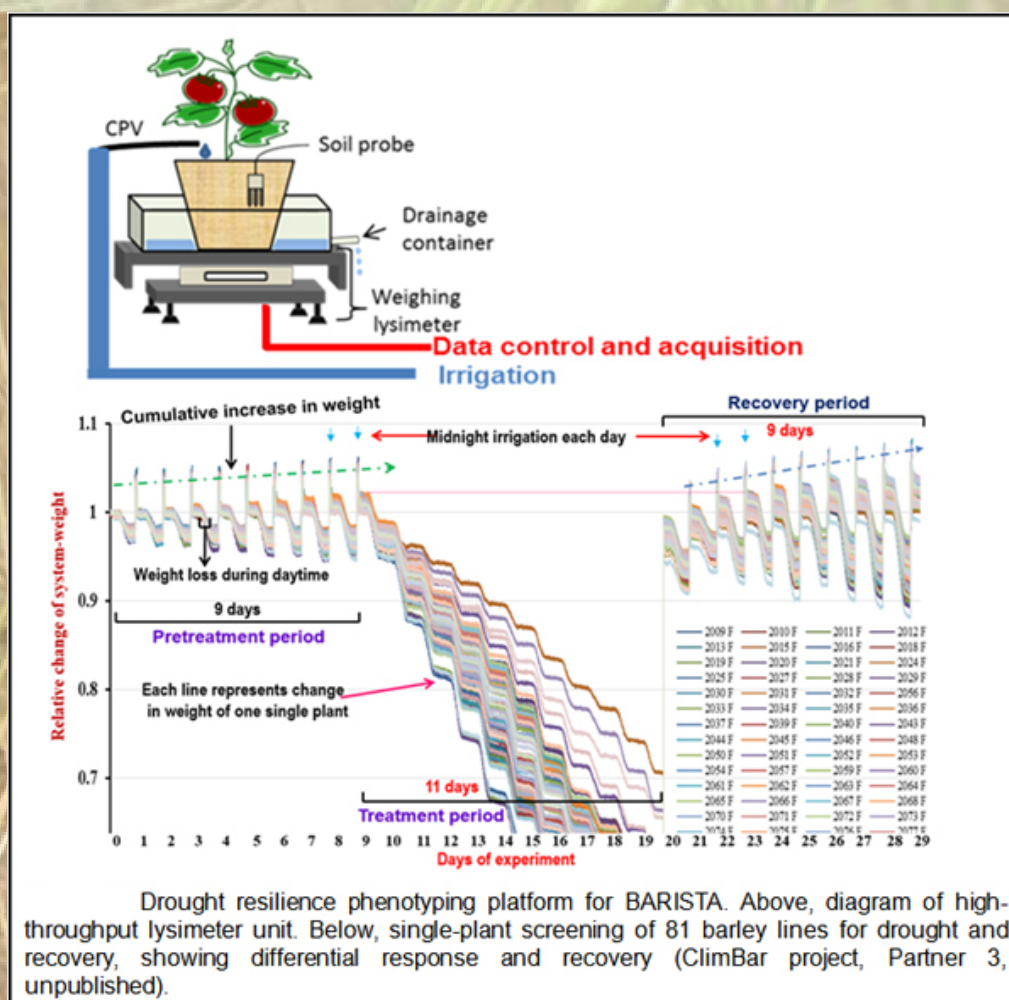 CPV
Soil probe
Drainage
container
Weighing
lysimeter
Data control and acquisition
Irrigation
Cumulative increase in weight
Recovery period
Midnight irrigation each day
9 days
1.1
1
0.9
0.8
0.7
Relative change of system-weight
Weight loss during daytime
9 days
Pretreatment period
Each line represents change
in weight of one single plant
11 days
Treatment period
2009 F 2010 F 2011 F 2012 F
2013 F 2015 F 2016 F 2018 F
2019 F 2020 F 2021 F 2024 F
2025 F 2027 F 2028 F 2029 F
2030 F 2031 F 2032 F 2056 F
2033 F 2034 F 2035 F 2036 F
2037 F 2039 F 2040 F 2043 F
2044 F 2045 F 2046 F 2048 F
2050 F 2051 F 2052 F 2053 F
2054 F 2057 F 2059 F 2060 F
2061 F 2062 F 2063 F 2064 F
2065 F 2066 F 2067 F 2068 F
2070 F 2071 F 2072 F 2073 F
0 1 2 3 4 5 6 7 8 9 10 11 12 13 14 15 16 17 18 19 20 21 22 23 24 25 26 27 28 29
Days of experiment
Drought resilience phenotyping platform for BARISTA. Above, diagram of high-
throughput lysimeter unit. Below, single-plant screening of 81 barley lines for drought and
recovery, showing differential response and recovery (ClimBar project, Partner 3,
unpublished).